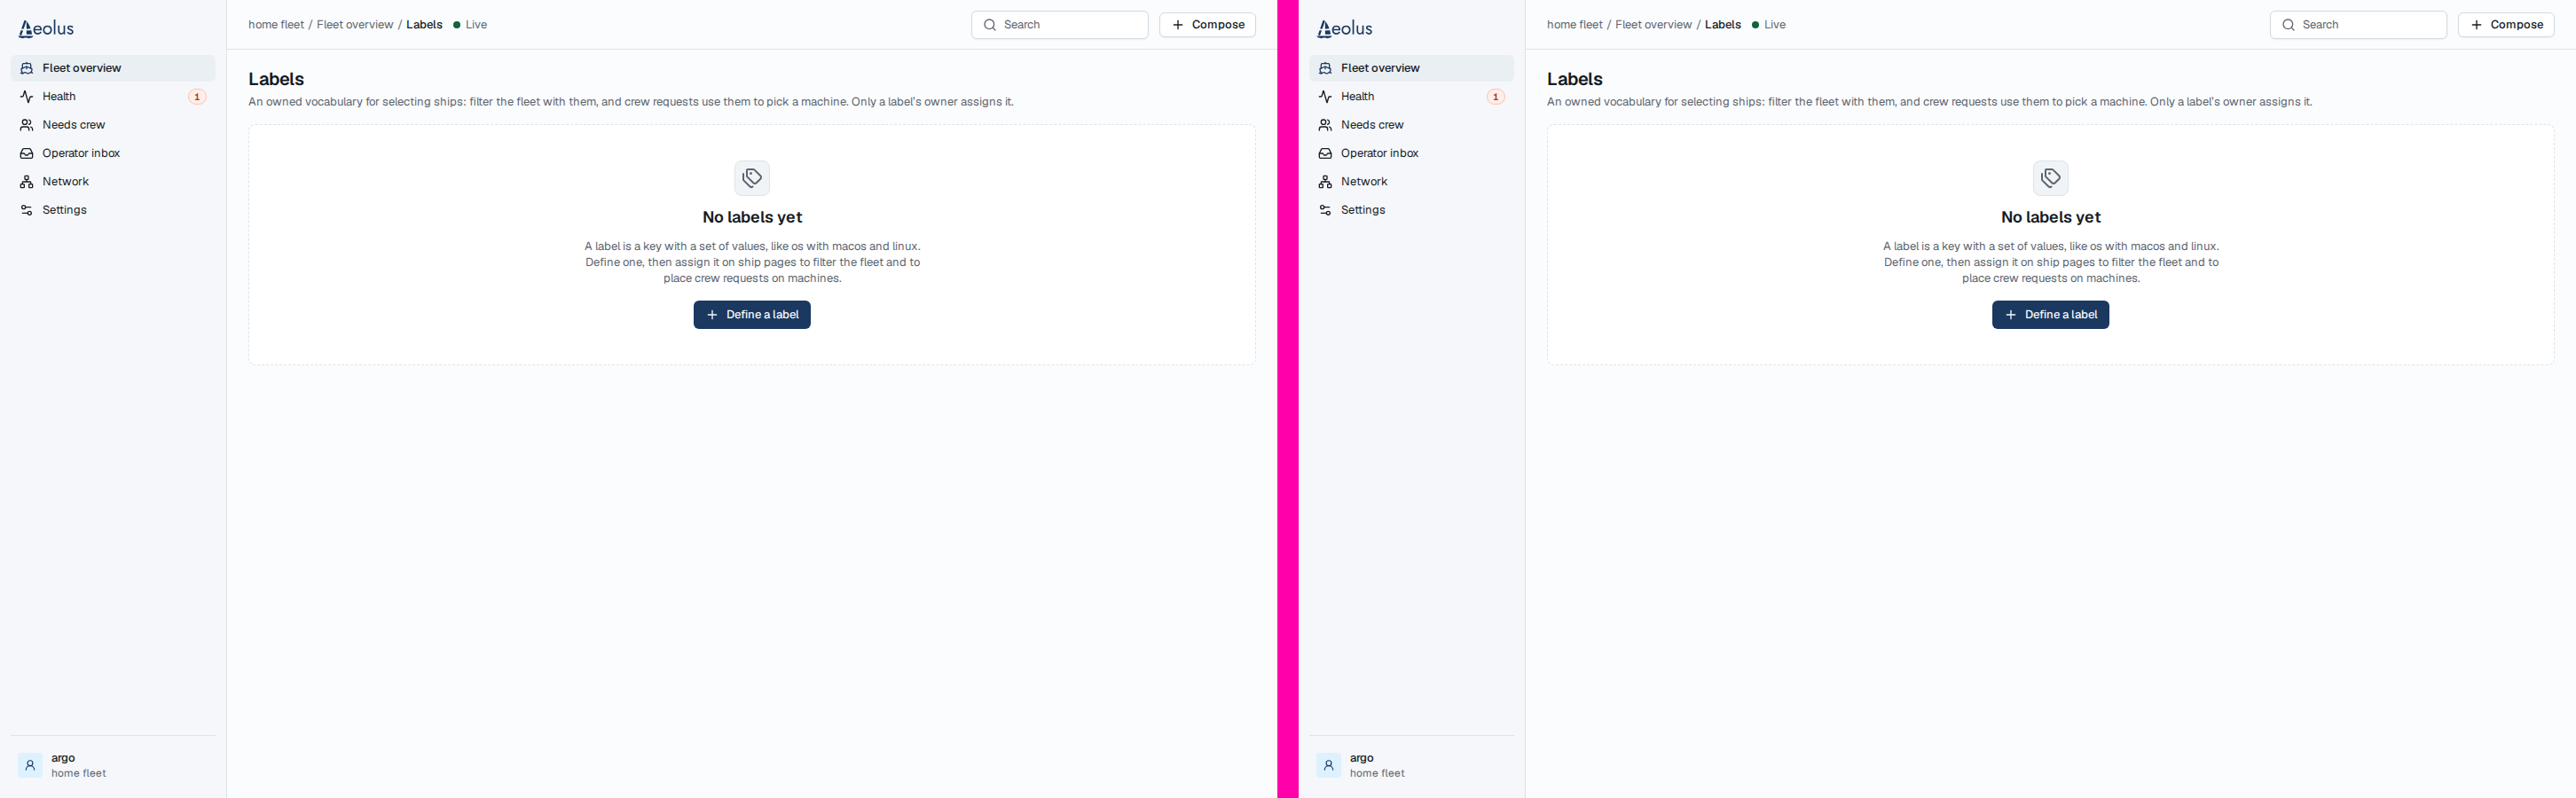 Aeolus
Fleet overview
Health 1
Needs crew
Operator inbox
Network
Settings
argo
home fleet
home fleet / Fleet overview / Labels Live
Search
Compose
Labels
An owned vocabulary for selecting ships: filter the fleet with them, and crew requests use them to pick a machine. Only a label's owner assigns it.
No labels yet
A label is a key with a set of values, like os with macos and linux.
Define one, then assign it on ship pages to filter the fleet and to
place crew requests on machines.
Define a label
Aeolus
Fleet overview
Health 1
Needs crew
Operator inbox
Network
Settings
argo
home fleet
home fleet / Fleet overview / Labels Live
Search
Compose
Labels
An owned vocabulary for selecting ships: filter the fleet with them, and crew requests use them to pick a machine. Only a label's owner assigns it.
No labels yet
A label is a key with a set of values, like os with macos and linux.
Define one, then assign it on ship pages to filter the fleet and to
place crew requests on machines.
Define a label